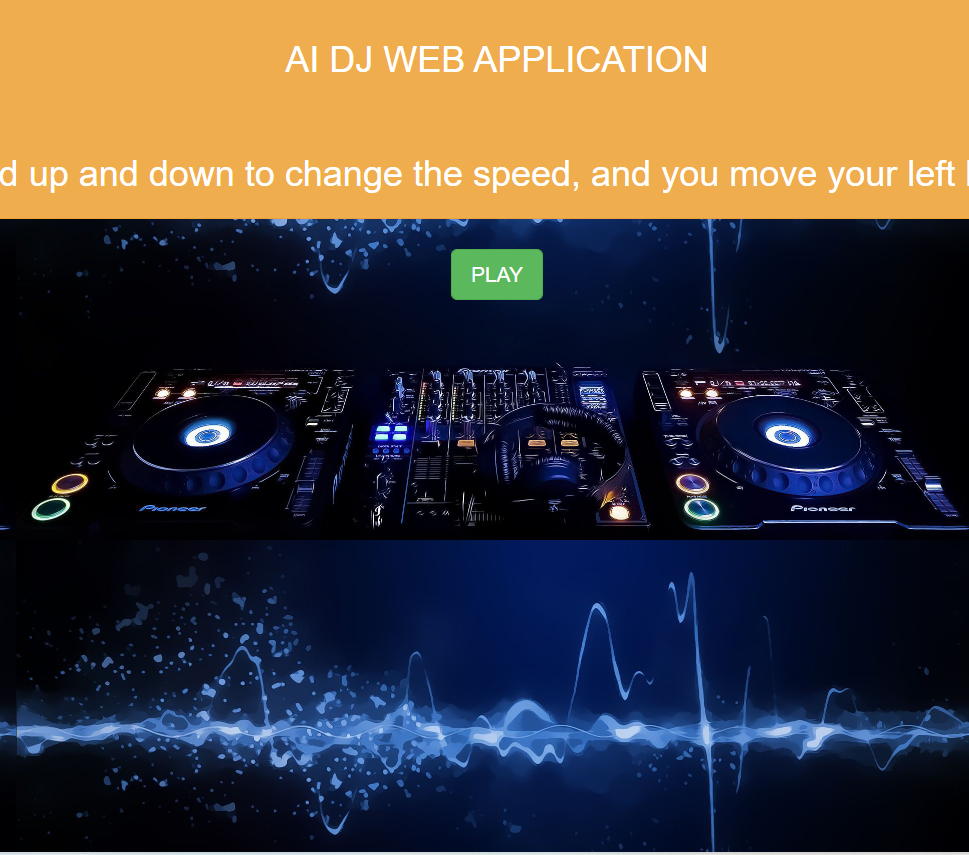 AI DJ WEB APPLICATION
d up and down to change the speed, and you move your left
PLAY
Pioneer
Pioneer